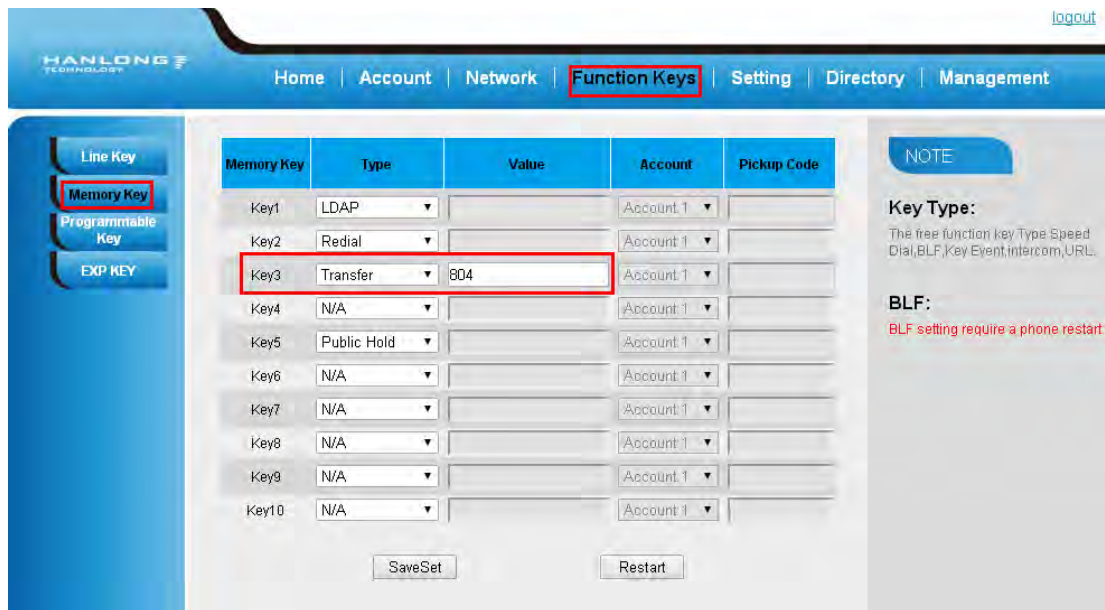 logout
HANLONG
TECHNOLOGY
Home | Account | Network | Function Keys | Setting | Directory | Management
Line Key
Memory Key
Programmable
Key
EXP KEY
Memory Key Type Value Account Pickup Code
Key1 LDAP Account 1
Key2 Redial Account 1
Key3 Transfer 804 Account 1
Key4 N/A Account 1
Key5 Public Hold Account 1
Key6 N/A Account 1
Key7 N/A Account 1
Key8 N/A Account 1
Key9 N/A Account 1
Key10 N/A Account 1
SaveSet Restart
NOTE
Key Type:
The free function key Type Speed
Dial,BLF,Key Event,intercom,URL.
BLF:
BLF setting require a phone restart